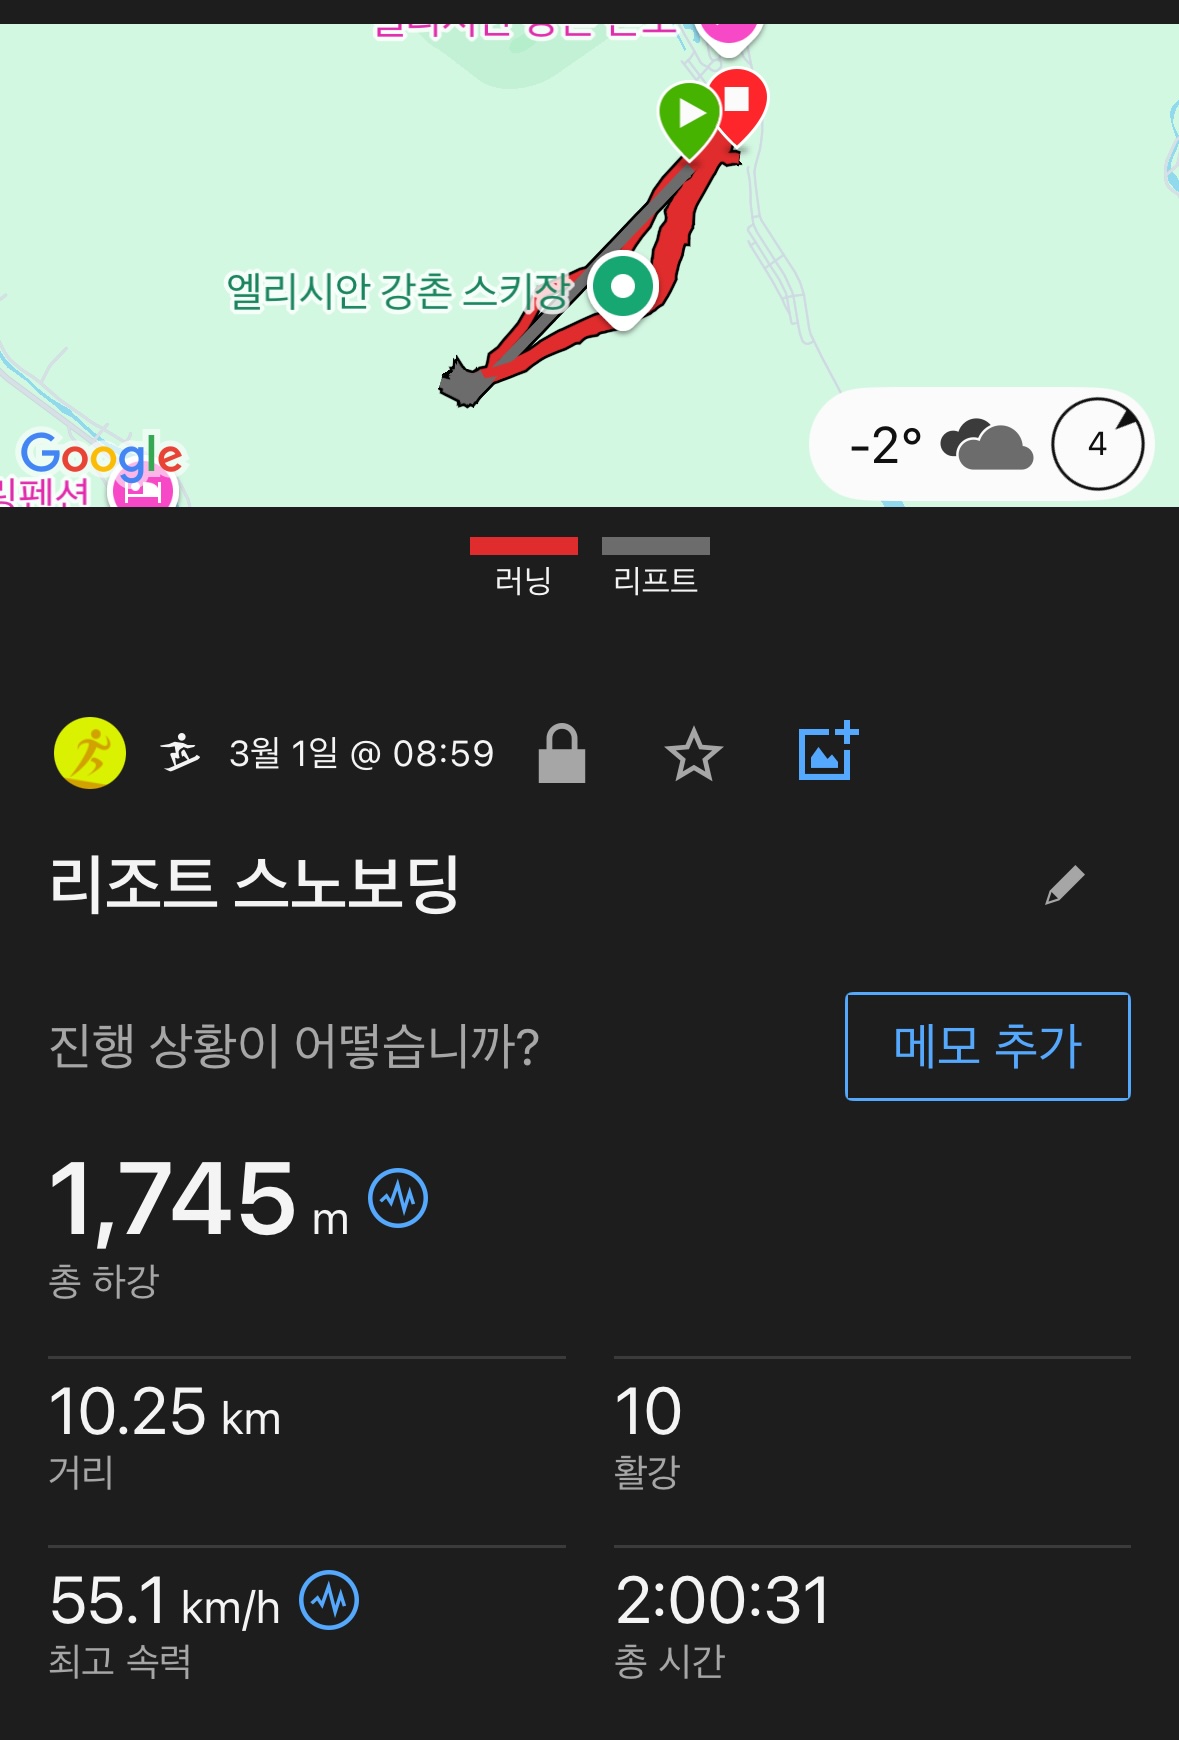 엘리시안 강촌 스키장
Google
-2°
4
링펜션
러닝
리프트
3월 1일 @ 08:59
리조트 스노보딩
진행 상황이 어떻습니까?
메모 추가
1,745 m
총 하강
10.25 km
거리
10
활강
55.1 km/h
최고 속력
2:00:31
총 시간